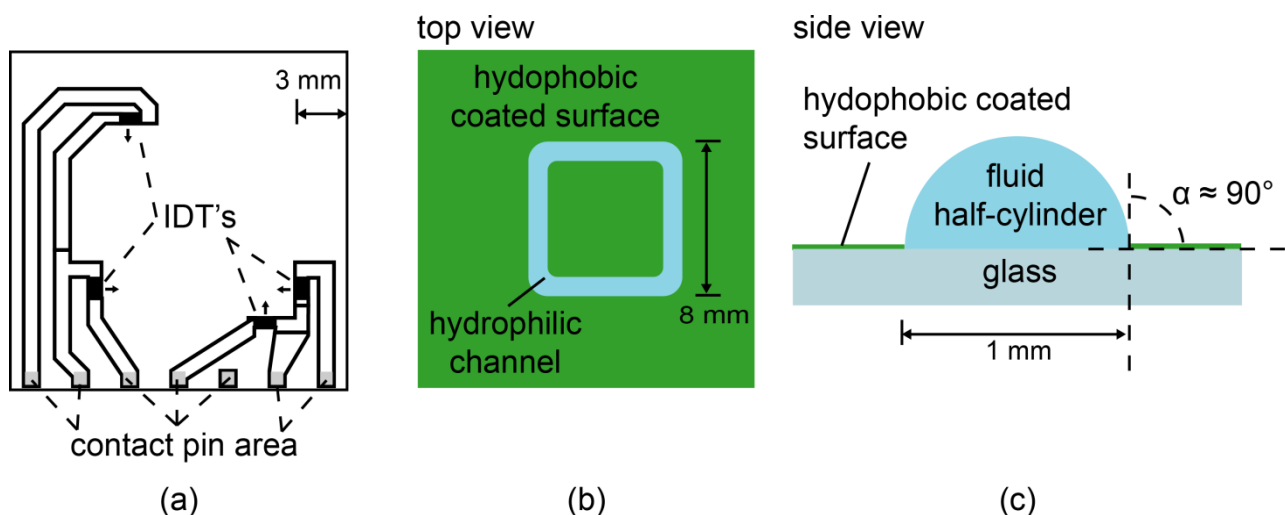 3 mm
IDT's
contact pin area
(a)
top view
hydophobic
coated surface
hydrophilic
channel
8 mm
(b)
side view
hydophobic coated
surface
fluid
half-cylinder
α ≈ 90°
glass
1 mm
(c)